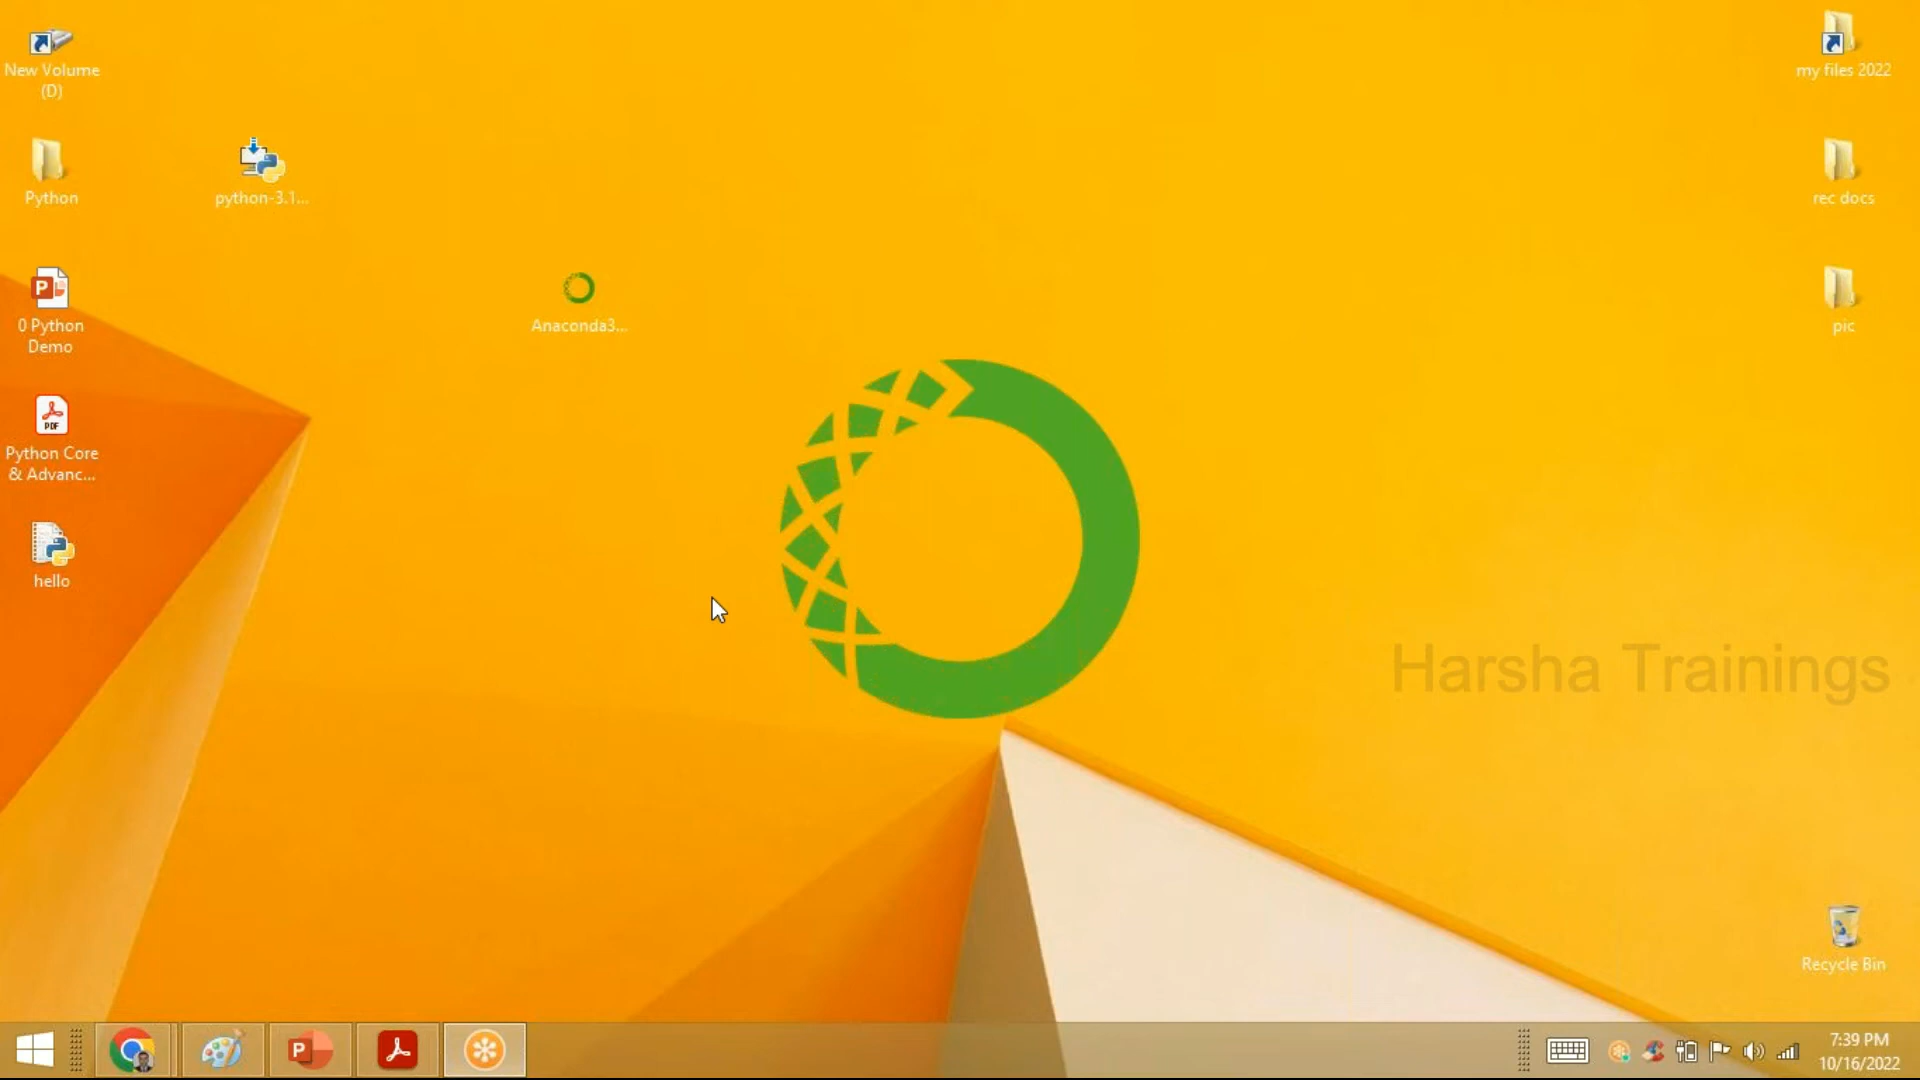 New Volume
(D)
Python
python-3.1...
0 Python
Demo
Anaconda3...
Python Core
& Advanc...
hello
my files 2022
rec docs
pic
Harsha Trainings
Recycle Bin
7:39 PM
10/16/2022